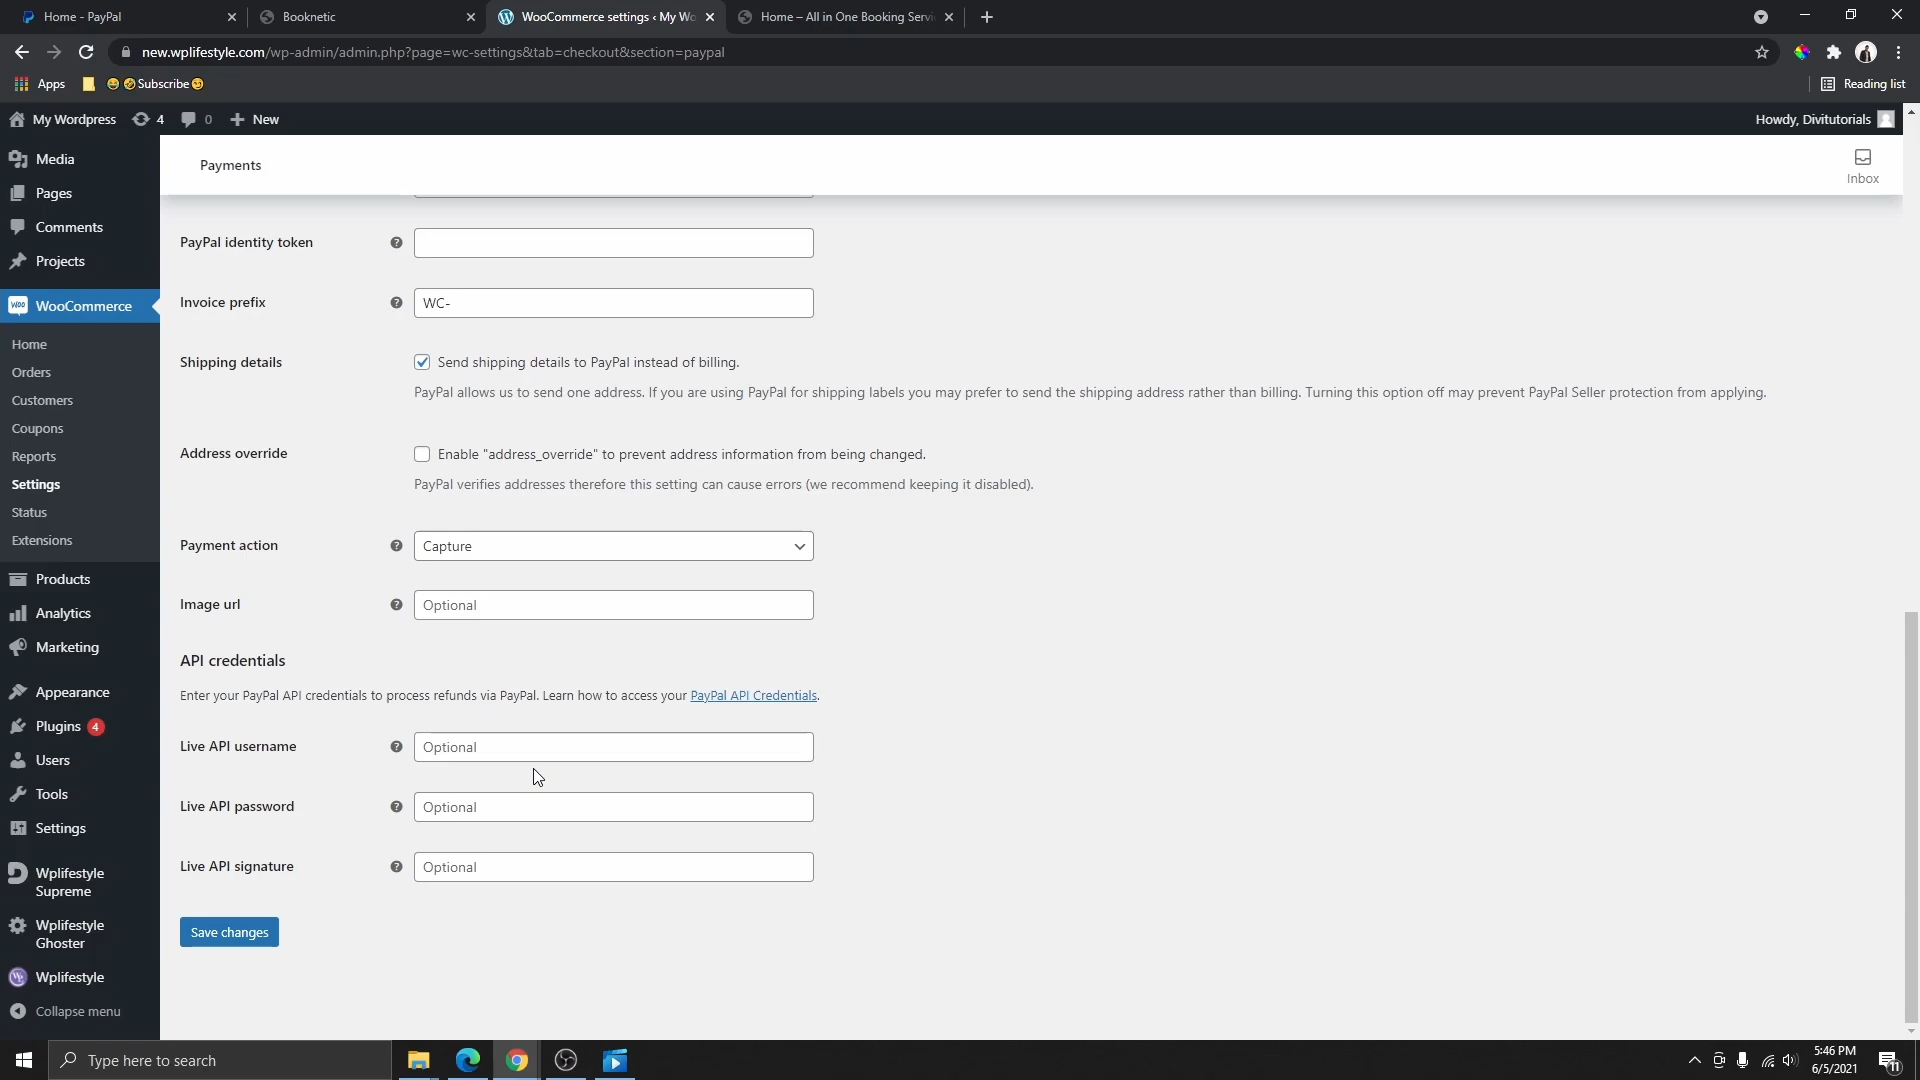 Home - PayPal
Booknetic
WooCommerce settings ‹ My Wo
Home – All in One Booking Servi
new.wplifestyle.com/wp-admin/admin.php?page=wc-settings&tab=checkout&section=paypal
Apps
Subscribe
Reading list
My Wordpress
4
0
New
Howdy, Divitutorials
Media
Pages
Comments
Projects
WooCommerce
Home
Orders
Customers
Coupons
Reports
Settings
Status
Extensions
Products
Analytics
Marketing
Appearance
Plugins 4
Users
Tools
Settings
Wplifestyle
Supreme
Wplifestyle
Ghoster
Wplifestyle
Collapse menu
Payments
Inbox
PayPal identity token
Invoice prefix
WC-
Shipping details
Send shipping details to PayPal instead of billing.
PayPal allows us to send one address. If you are using PayPal for shipping labels you may prefer to send the shipping address rather than billing. Turning this option off may prevent PayPal Seller protection from applying.
Address override
Enable "address_override" to prevent address information from being changed.
PayPal verifies addresses therefore this setting can cause errors (we recommend keeping it disabled).
Payment action
Capture
Image url
Optional
API credentials
Enter your PayPal API credentials to process refunds via PayPal. Learn how to access your PayPal API Credentials.
Live API username
Optional
Live API password
Optional
Live API signature
Optional
Save changes
Type here to search
5:46 PM
6/5/2021
11